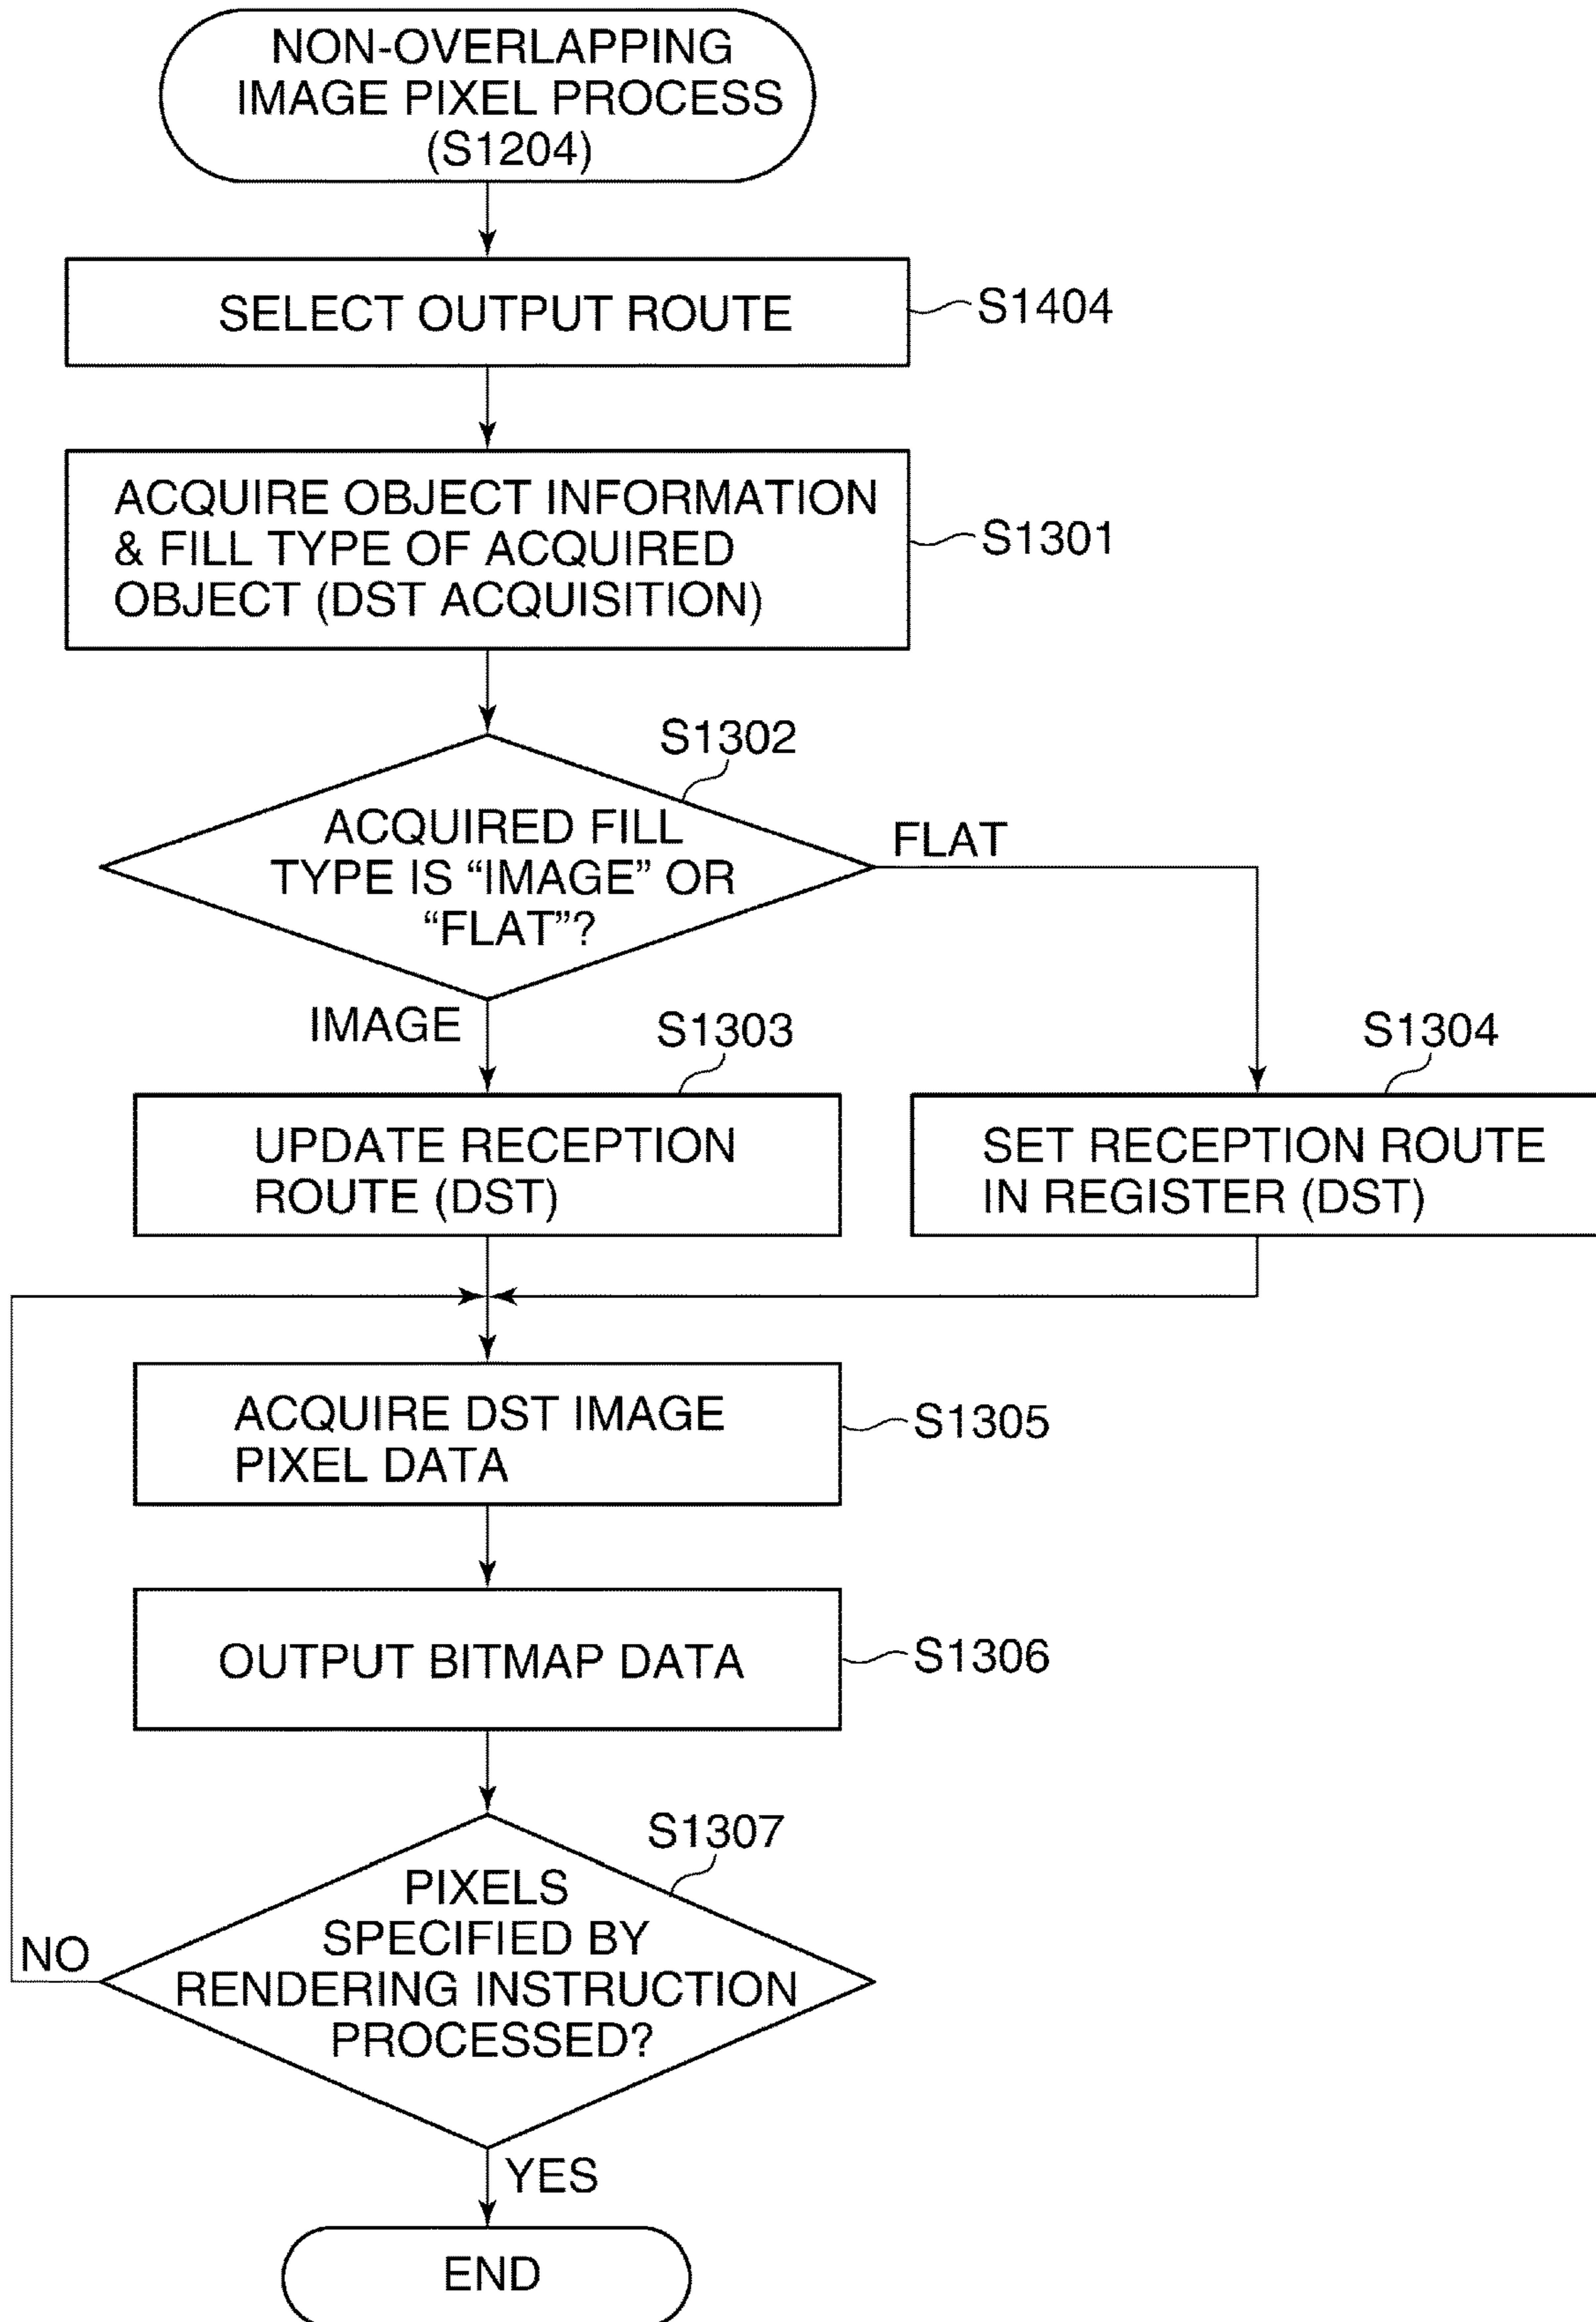 NON-OVERLAPPING
IMAGE PIXEL PROCESS
(S1204)
SELECT OUTPUT ROUTE
S1404
ACQUIRE OBJECT INFORMATION
& FILL TYPE OF ACQUIRED
OBJECT (DST ACQUISITION)
S1301
S1302
ACQUIRED FILL
TYPE IS “IMAGE” OR
“FLAT”?
FLAT
IMAGE
S1303
S1304
UPDATE RECEPTION
ROUTE (DST)
SET RECEPTION ROUTE
IN REGISTER (DST)
ACQUIRE DST IMAGE
PIXEL DATA
S1305
OUTPUT BITMAP DATA
S1306
S1307
PIXELS
SPECIFIED BY
RENDERING INSTRUCTION
PROCESSED?
NO
YES
END